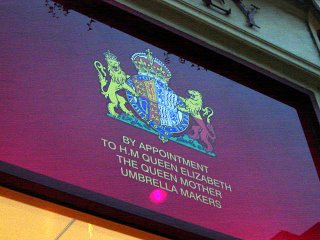 BY APPOINTMENT
TO H.M QUEEN ELIZABETH
THE QUEEN MOTHER
UMBRELLA MAKERS